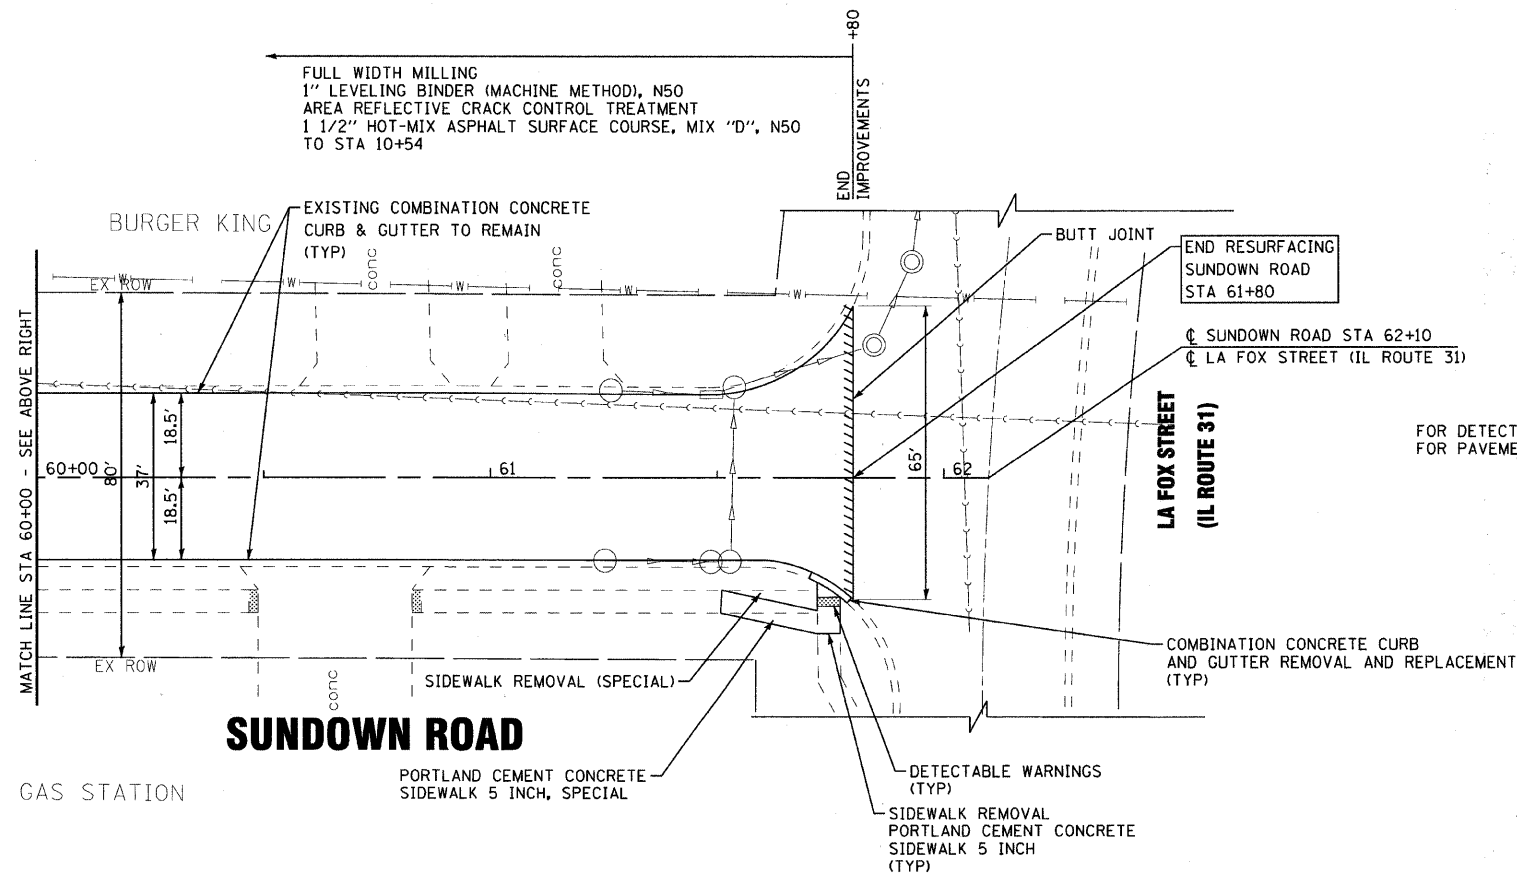 +80
END
IMPROVEMENTS
FULL WIDTH MILLING
1" LEVELING BINDER (MACHINE METHOD), N50
AREA REFLECTIVE CRACK CONTROL TREATMENT
1 1/2" HOT-MIX ASPHALT SURFACE COURSE, MIX "D", N50
TO STA 10+54
BURGER KING
EXISTING COMBINATION CONCRETE
CURB & GUTTER TO REMAIN
(TYP)
conc
conc
BUTT JOINT
END RESURFACING
SUNDOWN ROAD
STA 61+80
EX ROW
W
W
W
W
W
W
℄ SUNDOWN ROAD STA 62+10
℄ LA FOX STREET (IL ROUTE 31)
MATCH LINE STA 60+00 - SEE ABOVE RIGHT
60+00
80'
37'
18.5'
18.5'
61
65'
62
LA FOX STREET
(IL ROUTE 31)
FOR DETECT
FOR PAVEME
COMBINATION CONCRETE CURB
AND GUTTER REMOVAL AND REPLACEMENT
(TYP)
EX ROW
conc
SIDEWALK REMOVAL (SPECIAL)
SUNDOWN ROAD
PORTLAND CEMENT CONCRETE
SIDEWALK 5 INCH, SPECIAL
DETECTABLE WARNINGS
(TYP)
GAS STATION
SIDEWALK REMOVAL
PORTLAND CEMENT CONCRETE
SIDEWALK 5 INCH
(TYP)